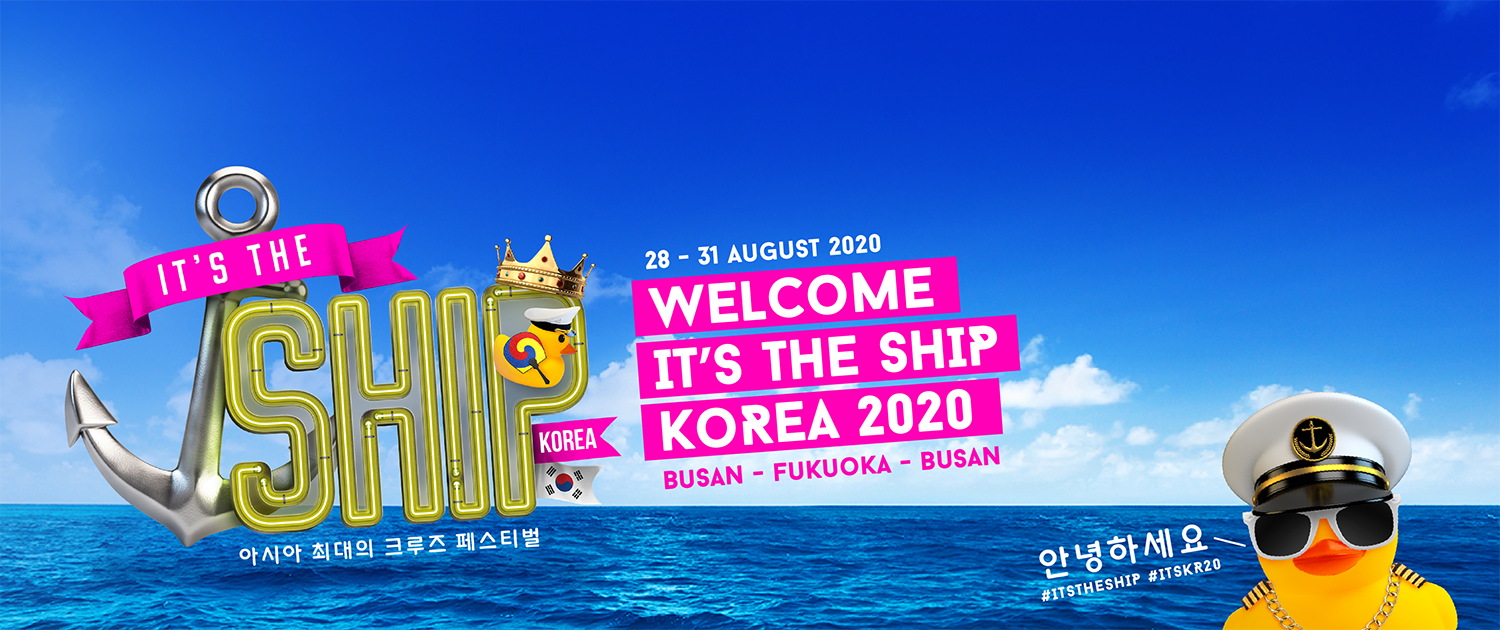 IT'S THE
SHIP
KOREA
아시아 최대의 크루즈 페스티벌
28 - 31 AUGUST 2020
WELCOME
IT'S THE SHIP
KOREA 2020
BUSAN - FUKUOKA - BUSAN
안녕하세요
#ITSTHESHIP #ITSKR20